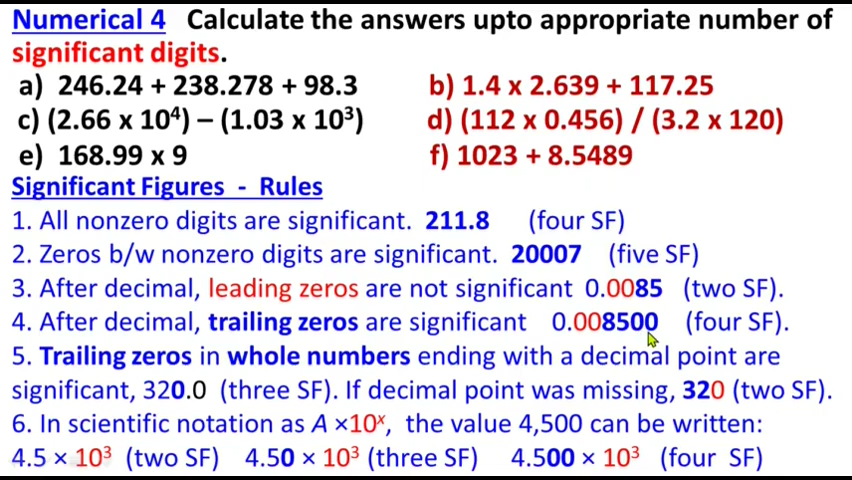 Numerical 4 Calculate the answers upto appropriate number of
significant digits.
a) 246.24 + 238.278 + 98.3 b) 1.4 x 2.639 + 117.25
c) (2.66 x 10⁴) – (1.03 x 10³) d) (112 x 0.456) / (3.2 x 120)
e) 168.99 x 9 f) 1023 + 8.5489
Significant Figures - Rules
1. All nonzero digits are significant. 211.8 (four SF)
2. Zeros b/w nonzero digits are significant. 20007 (five SF)
3. After decimal, leading zeros are not significant 0.0085 (two SF).
4. After decimal, trailing zeros are significant 0.008500 (four SF).
5. Trailing zeros in whole numbers ending with a decimal point are
significant, 320.0 (three SF). If decimal point was missing, 320 (two SF).
6. In scientific notation as A ×10ˣ, the value 4,500 can be written:
4.5 × 10³ (two SF) 4.50 × 10³ (three SF) 4.500 × 10³ (four SF)